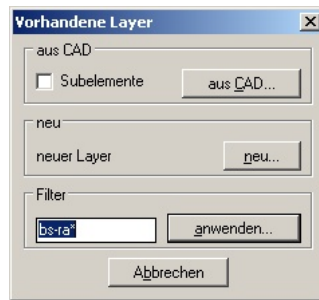 Vorhandene Layer
aus CAD
Subelemente
aus CAD...
neu
neuer Layer
neu...
Filter
bs-ra*
anwenden...
Abbrechen